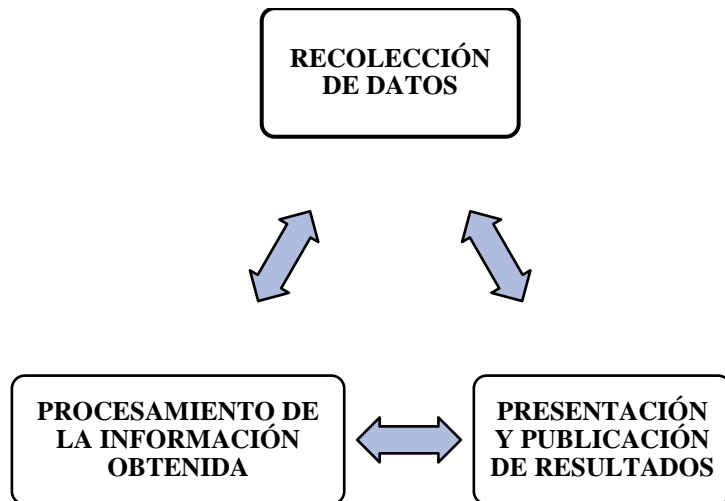 RECOLECCIÓN
DE DATOS
PROCESAMIENTO DE
LA INFORMACIÓN
OBTENIDA
PRESENTACIÓN
Y PUBLICACIÓN
DE RESULTADOS